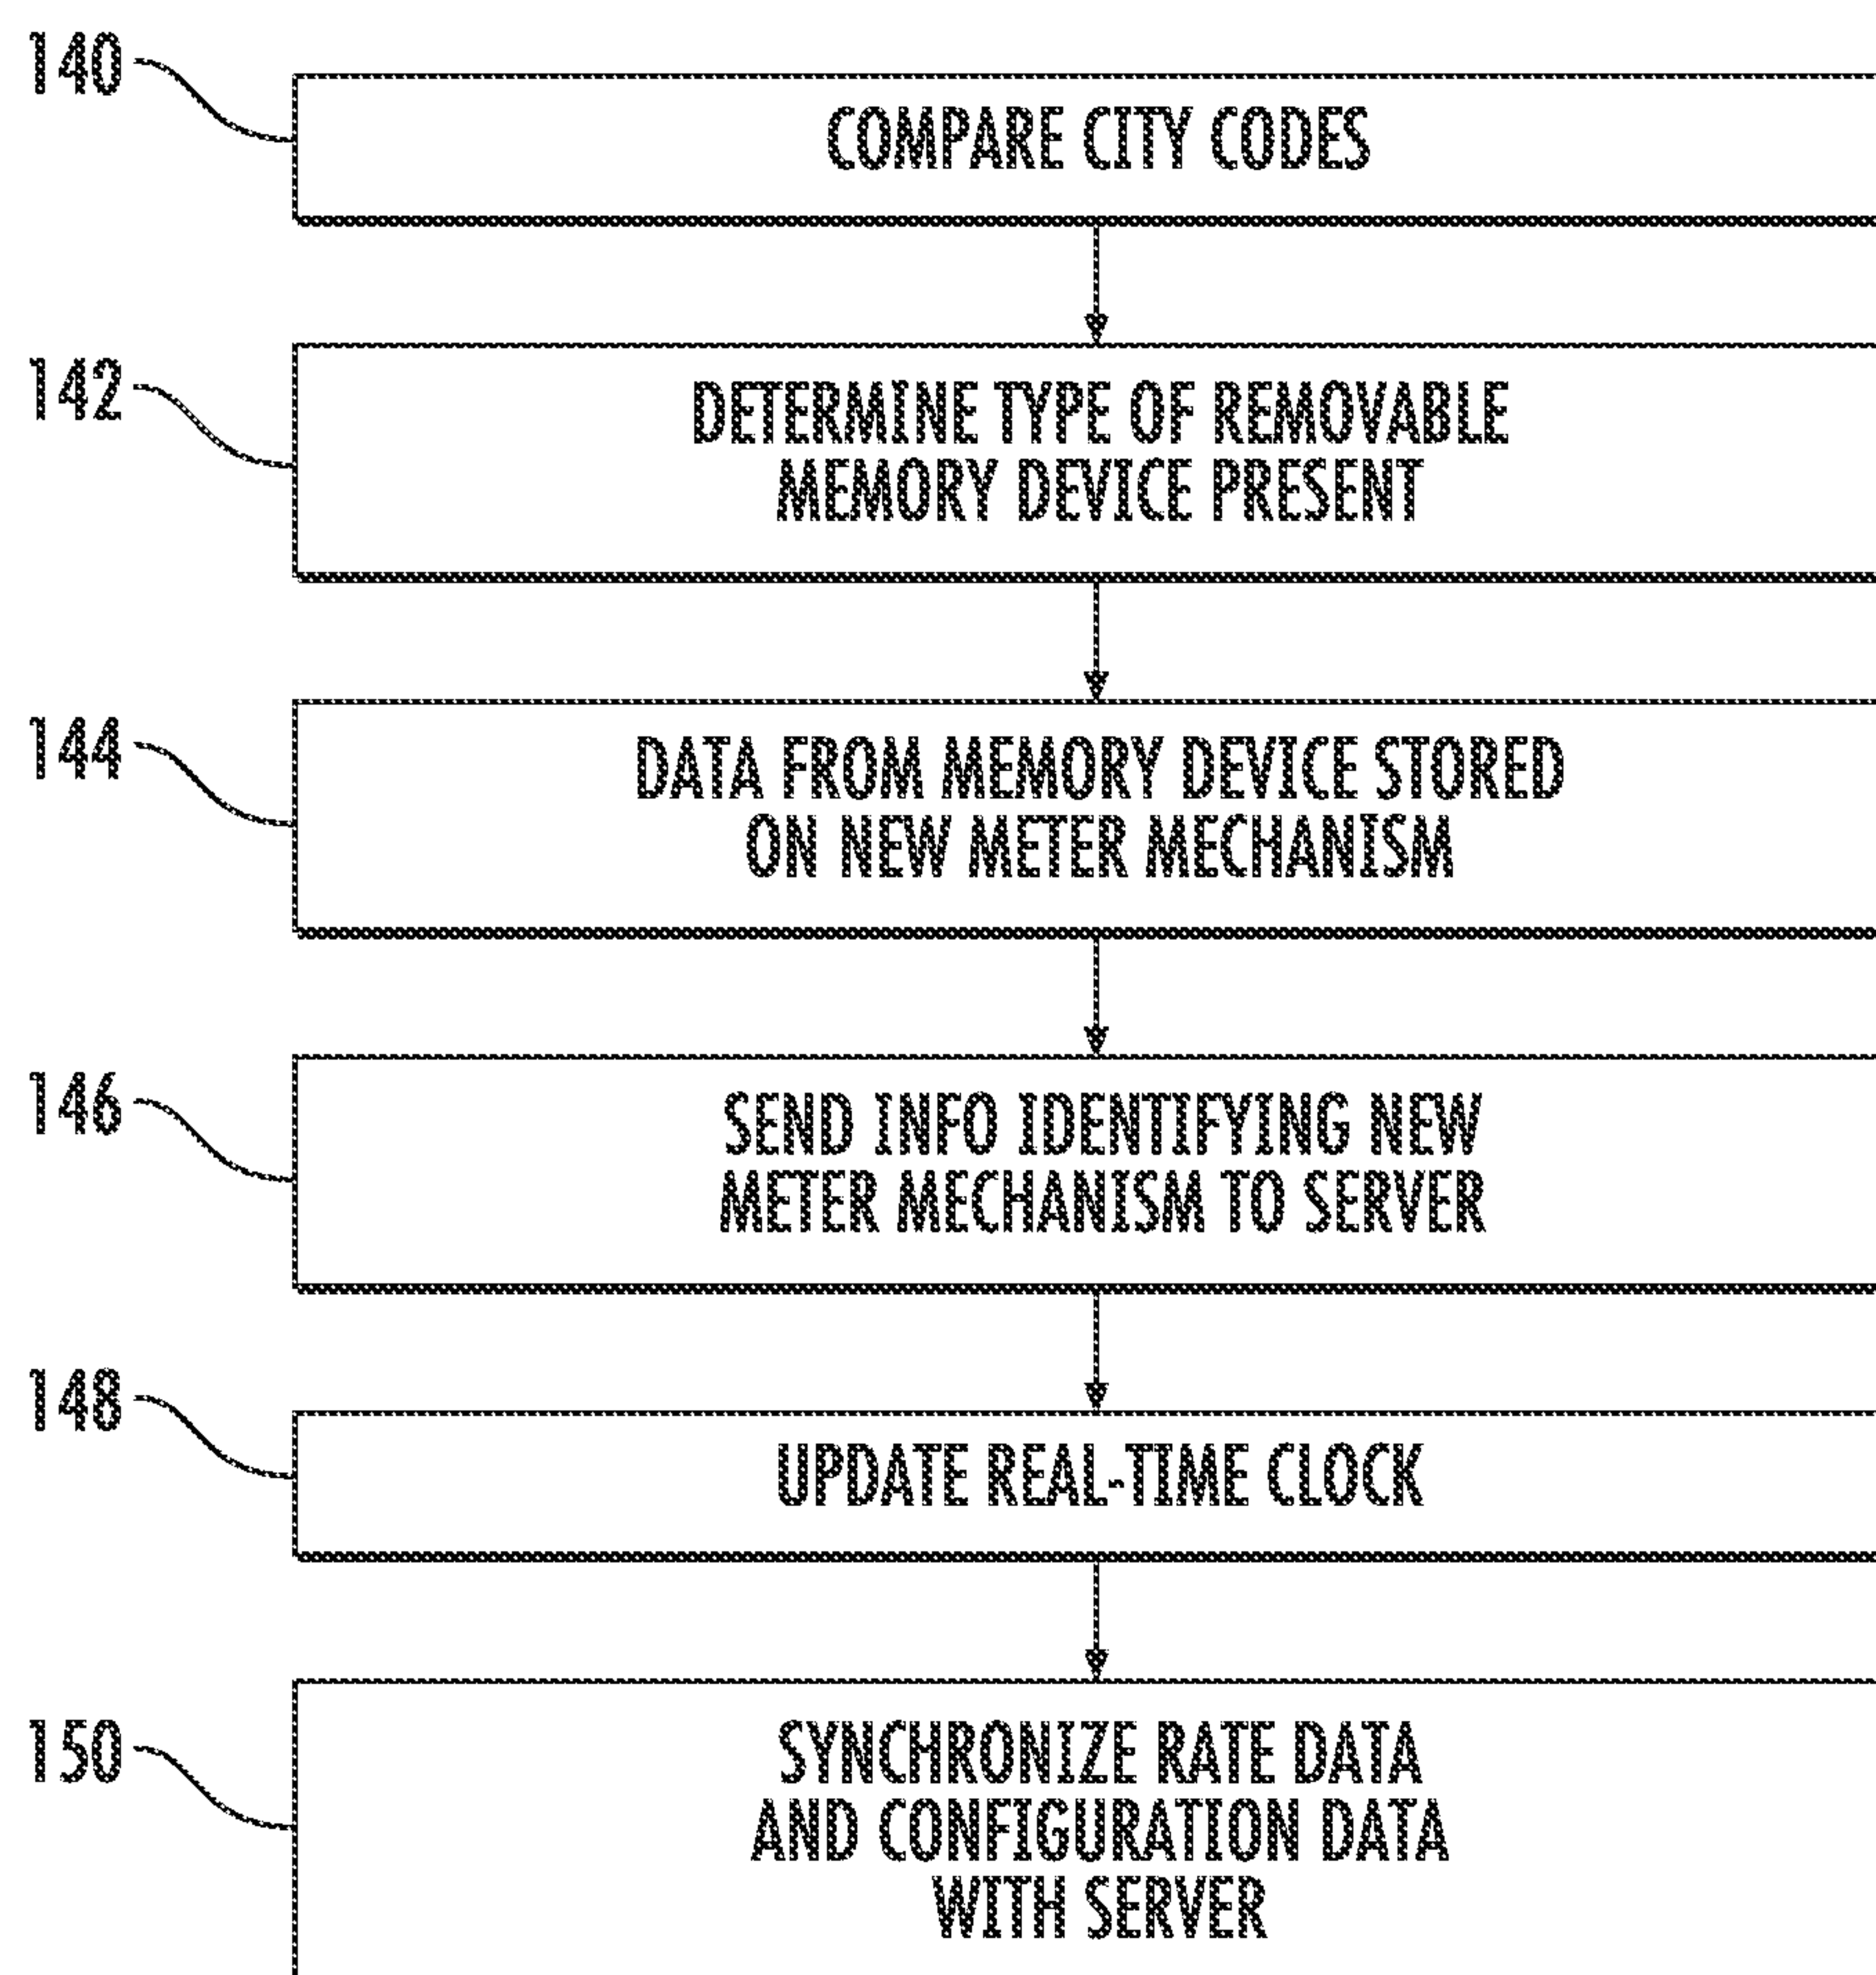 140
COMPARE CITY CODES
142
DETERMINE TYPE OF REMOVABLE
MEMORY DEVICE PRESENT
144
DATA FROM MEMORY DEVICE STORED
ON NEW METER MECHANISM
146
SEND INFO IDENTIFYING NEW
METER MECHANISM TO SERVER
148
UPDATE REAL-TIME CLOCK
150
SYNCHRONIZE RATE DATA
AND CONFIGURATION DATA
WITH SERVER